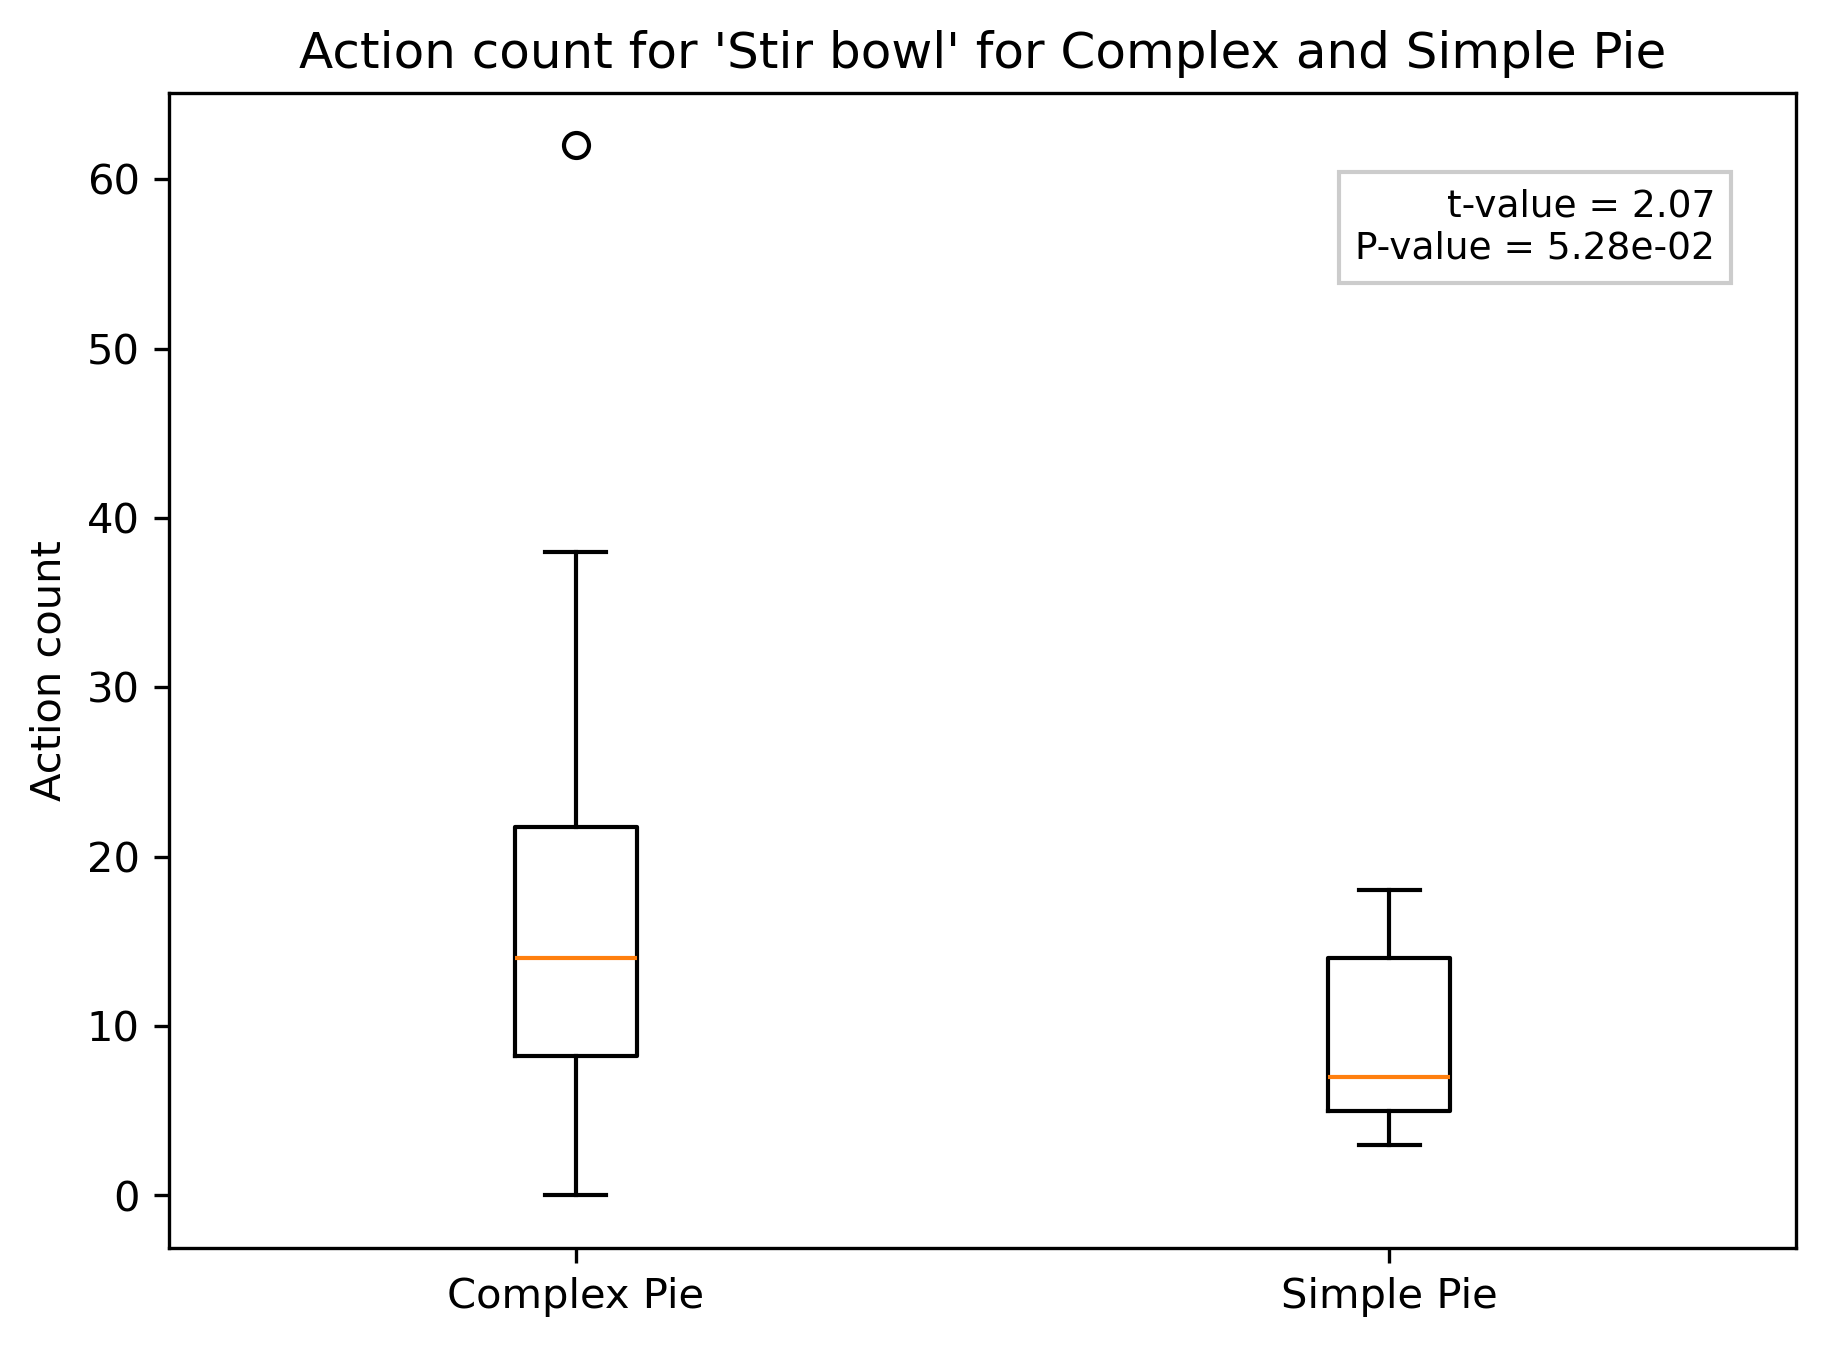 Action count for 'Stir bowl' for Complex and Simple Pie
t-value = 2.07
P-value = 5.28e-02
60
50
40
30
20
10
0
Action count
Complex Pie
Simple Pie